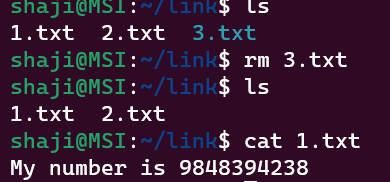 shaji@MSI:~/link$ ls
1.txt  2.txt  3.txt
shaji@MSI:~/link$ rm 3.txt
shaji@MSI:~/link$ ls
1.txt  2.txt
shaji@MSI:~/link$ cat 1.txt
My number is 9848394238